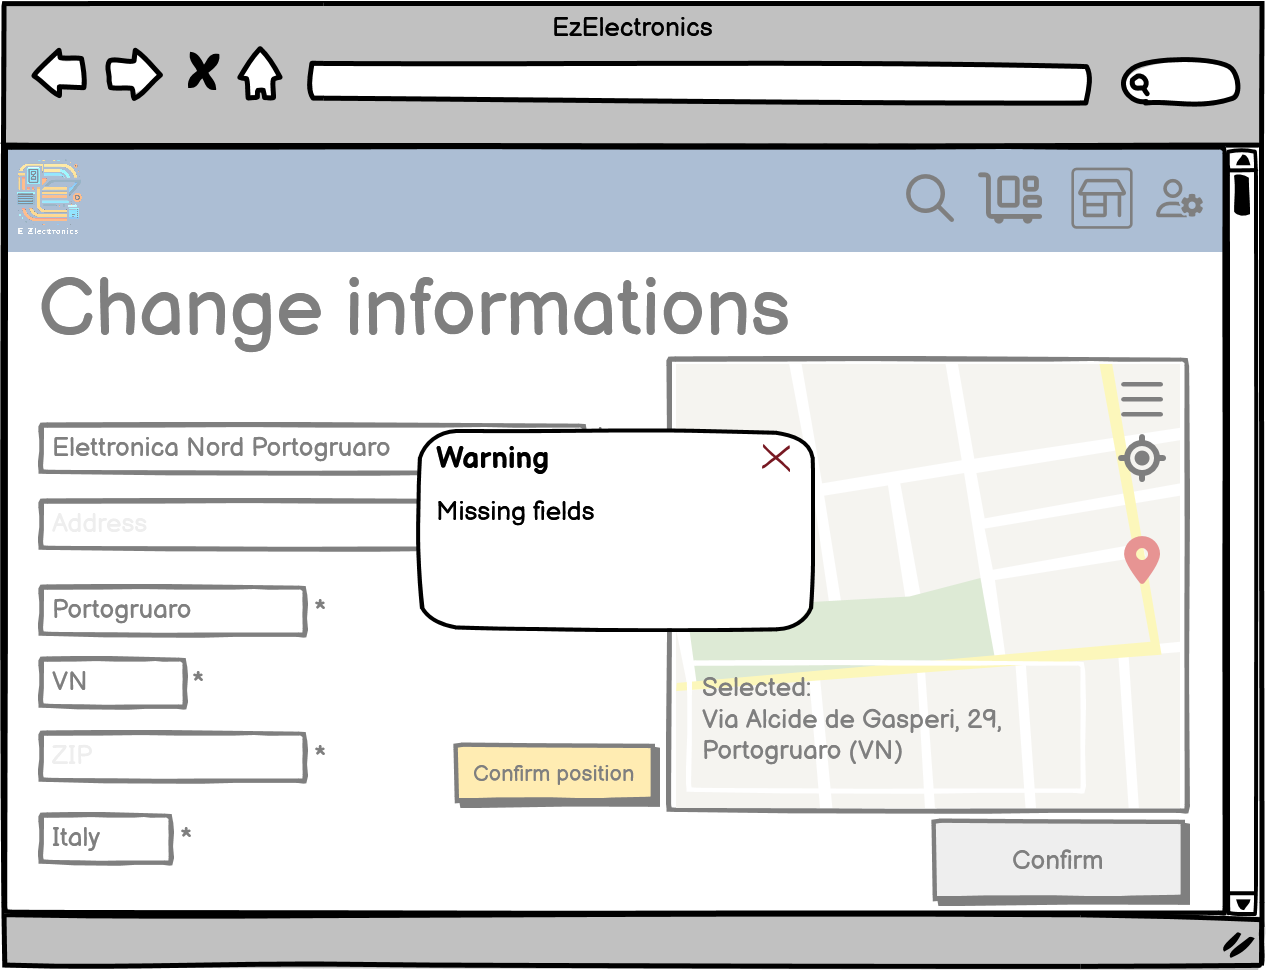 EzElectronics
E Electronics
Change informations
Elettronica Nord Portogruaro
Warning
Missing fields
Address
Portogruaro *
VN *
ZIP *
Italy *
Confirm position
Selected:
Via Alcide de Gasperi, 29,
Portogruaro (VN)
Confirm